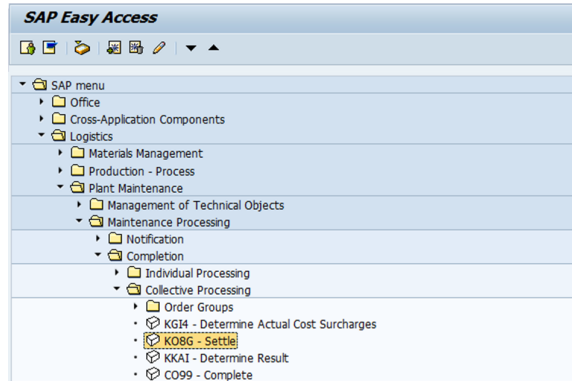 SAP Easy Access
SAP menu
Office
Cross-Application Components
Logistics
Materials Management
Production - Process
Plant Maintenance
Management of Technical Objects
Maintenance Processing
Notification
Completion
Individual Processing
Collective Processing
Order Groups
KGI4 - Determine Actual Cost Surcharges
KO8G - Settle
KKAI - Determine Result
CO99 - Complete